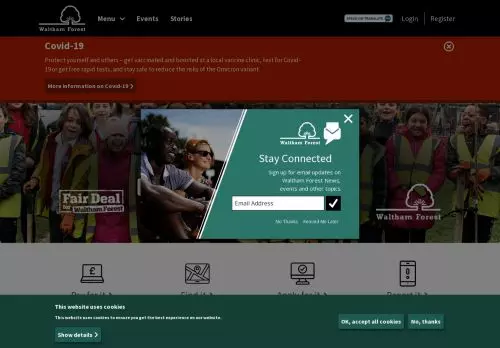 Waltham Forest
Menu
Events
Stories
Login
Register
Covid-19
Protect yourself and others – get vaccinated and boosted at a local vaccine clinic, test for Covid-
19 or get free rapid tests, and stay safe to reduce the risks of the Omicron variant.
More information on Covid-19
Waltham Forest
Stay Connected
Sign up for email updates on
Waltham Forest News,
events and other topics.
Email Address
No Thanks
Remind Me Later
Fair Deal
for Waltham Forest
Waltham Forest
Pay for it
Find it
Apply for it
Report it
This website uses cookies
This website uses cookies to ensure you get the best experience on our website.
Show details
OK, accept all cookies
No, thanks